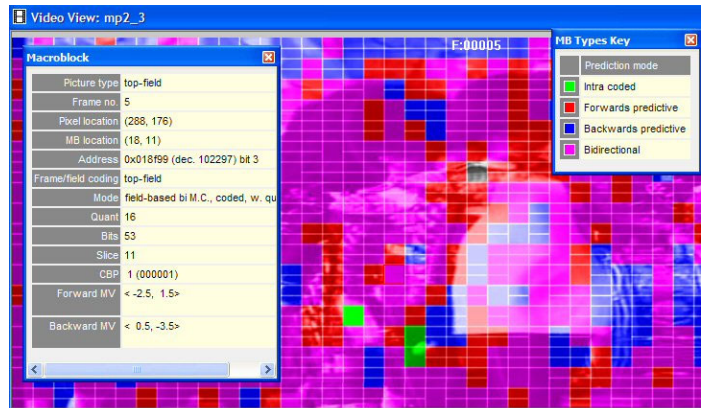 Video View: mp2_3
F:00005
Macroblock
Picture type top-field
Frame no. 5
Pixel location (288, 176)
MB location (18, 11)
Address 0x018f99 (dec. 102297) bit 3
Frame/field coding top-field
Mode field-based bi M.C., coded, w. qu
Quant 16
Bits 53
Slice 11
CBP 1 (000001)
Forward MV < -2.5, 1.5>
Backward MV < 0.5, -3.5>
MB Types Key
Prediction mode
Intra coded
Forwards predictive
Backwards predictive
Bidirectional